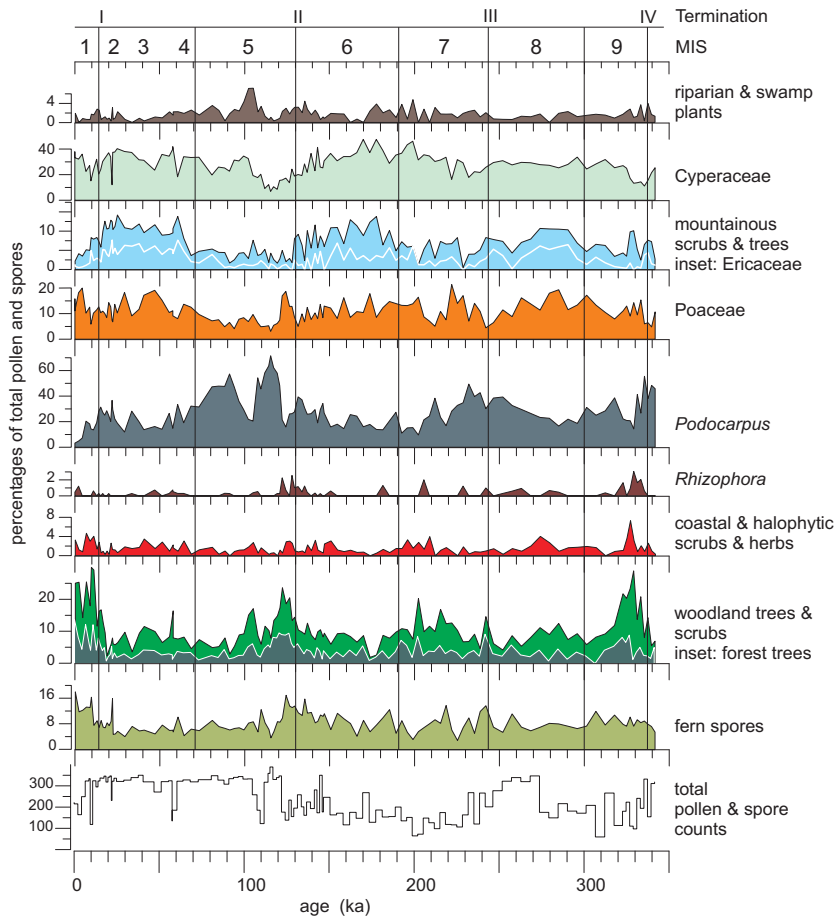 I II III IV Termination
1 2 3 4 5 6 7 8 9 MIS
percentages of total pollen and spores
4
0
riparian & swamp
plants
40
20
0
Cyperaceae
10
0
mountainous
scrubs & trees
inset: Ericaceae
20
10
0
Poaceae
60
40
20
0
Podocarpus
2
0
Rhizophora
8
4
0
coastal & halophytic
scrubs & herbs
20
10
0
woodland trees &
scrubs
inset: forest trees
16
8
0
fern spores
300
200
100
total
pollen & spore
counts
0 100 200 300
age (ka)